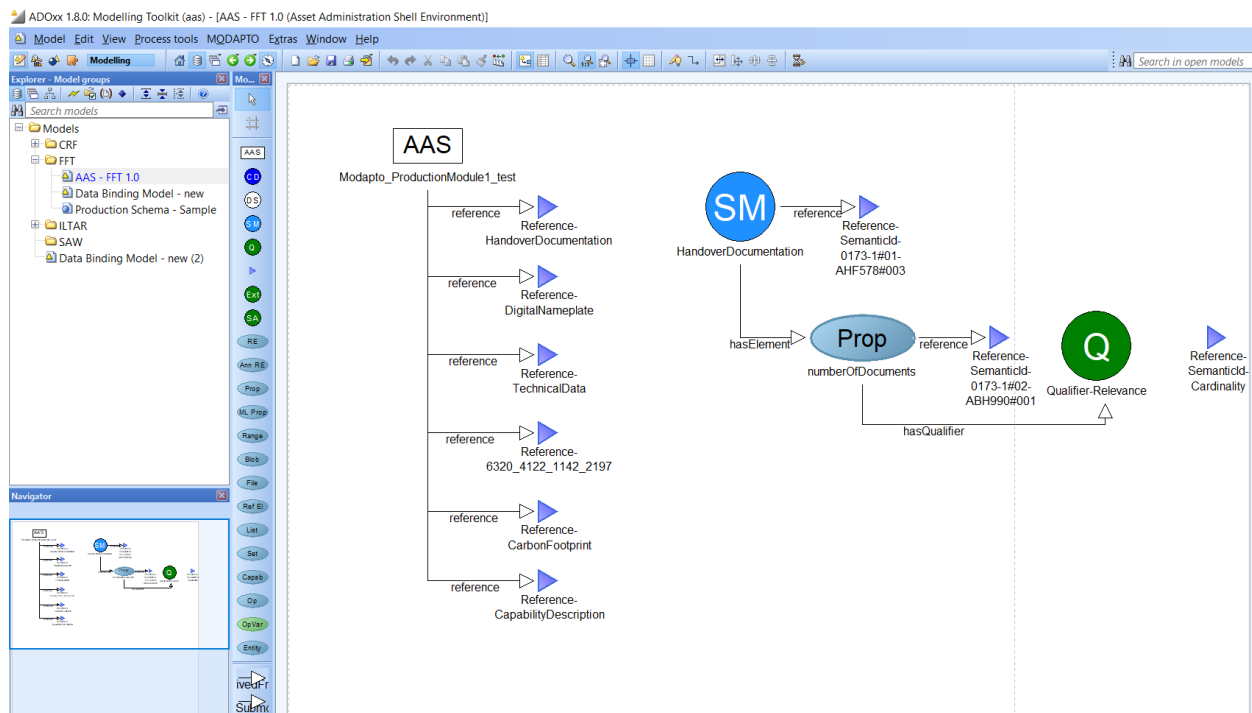 ADOxx 1.8.0: Modelling Toolkit (aas) - [AAS - FFT 1.0 (Asset Administration Shell Environment)]
Model Edit View Process tools MODAPTO Extras Window Help
Modelling
Search in open models
Explorer - Model groups
Search models
Models
CRF
FFT
AAS - FFT 1.0
Data Binding Model - new
Production Schema - Sample
ILTAR
SAW
Data Binding Model - new (2)
Navigator
Mo...
AAS
CD
DS
SM
Q
Ext
SA
RE
Ann RE
Prop
ML Prop
Range
Blob
File
Ref El
List
Set
Capab
Op
OpVar
Entity
ivedFr
Submo
AAS
Modapto_ProductionModule1_test
reference
Reference-
HandoverDocumentation
reference
Reference-
DigitalNameplate
reference
Reference-
TechnicalData
reference
Reference-
6320_4122_1142_2197
reference
Reference-
CarbonFootprint
reference
Reference-
CapabilityDescription
SM
HandoverDocumentation
reference
Reference-
SemanticId-
0173-1#01-
AHF578#003
hasElement
Prop
numberOfDocuments
reference
Reference-
SemanticId-
0173-1#02-
ABH990#001
hasQualifier
Q
Qualifier-Relevance
Reference-
SemanticId-
Cardinality